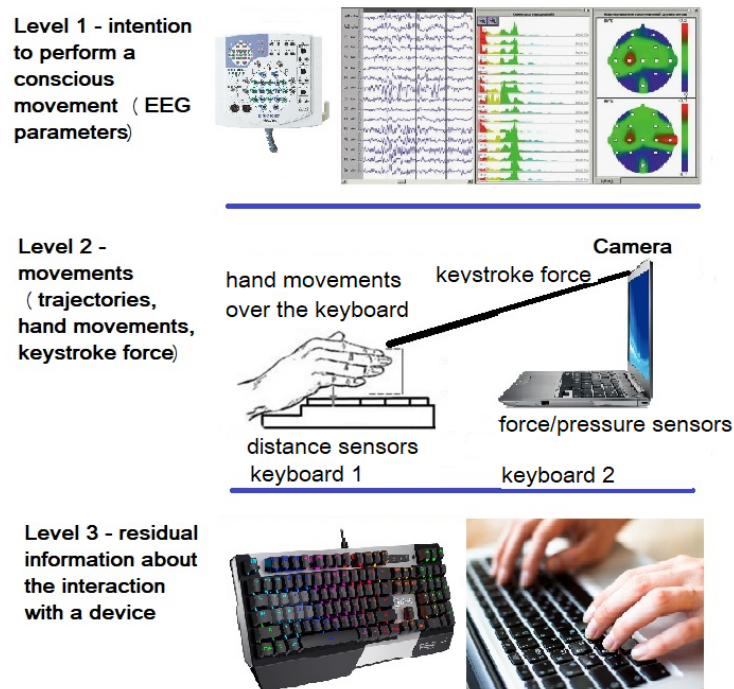 Level 1 - intention
to perform a
conscious
movement ( EEG
parameters)
Level 2 -
movements
( trajectories,
hand movements,
keystroke force)
Camera
hand movements
over the keyboard
keystroke force
distance sensors
keyboard 1
force/pressure sensors
keyboard 2
Level 3 - residual
information about
the interaction
with a device